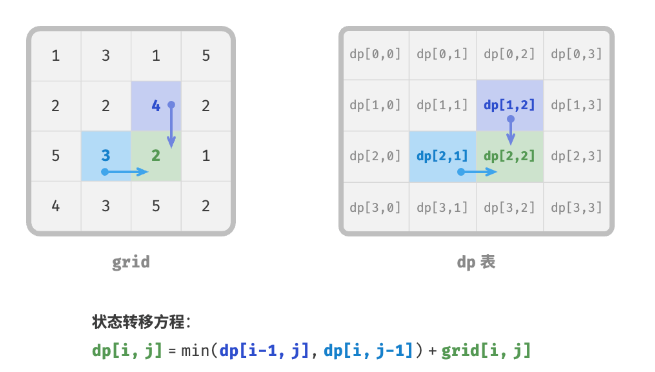 1 3 1 5
2 2 4 2
5 3 2 1
4 3 5 2
grid
dp[0,0] dp[0,1] dp[0,2] dp[0,3]
dp[1,0] dp[1,1] dp[1,2] dp[1,3]
dp[2,0] dp[2,1] dp[2,2] dp[2,3]
dp[3,0] dp[3,1] dp[3,2] dp[3,3]
dp 表
状态转移方程：
dp[i, j] = min(dp[i-1, j], dp[i, j-1]) + grid[i, j]